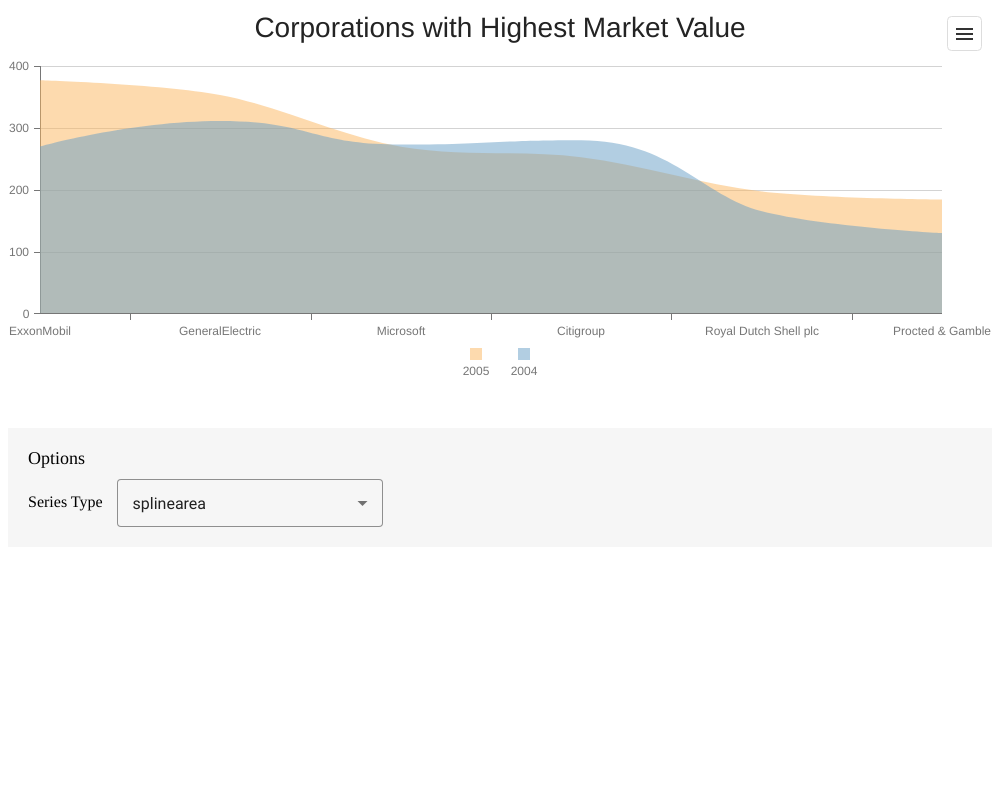 Corporations with Highest Market Value
400
300
200
100
0
ExxonMobil GeneralElectric Microsoft Citigroup Royal Dutch Shell plc Procted & Gamble
2005 2004
Options
Series Type splinearea